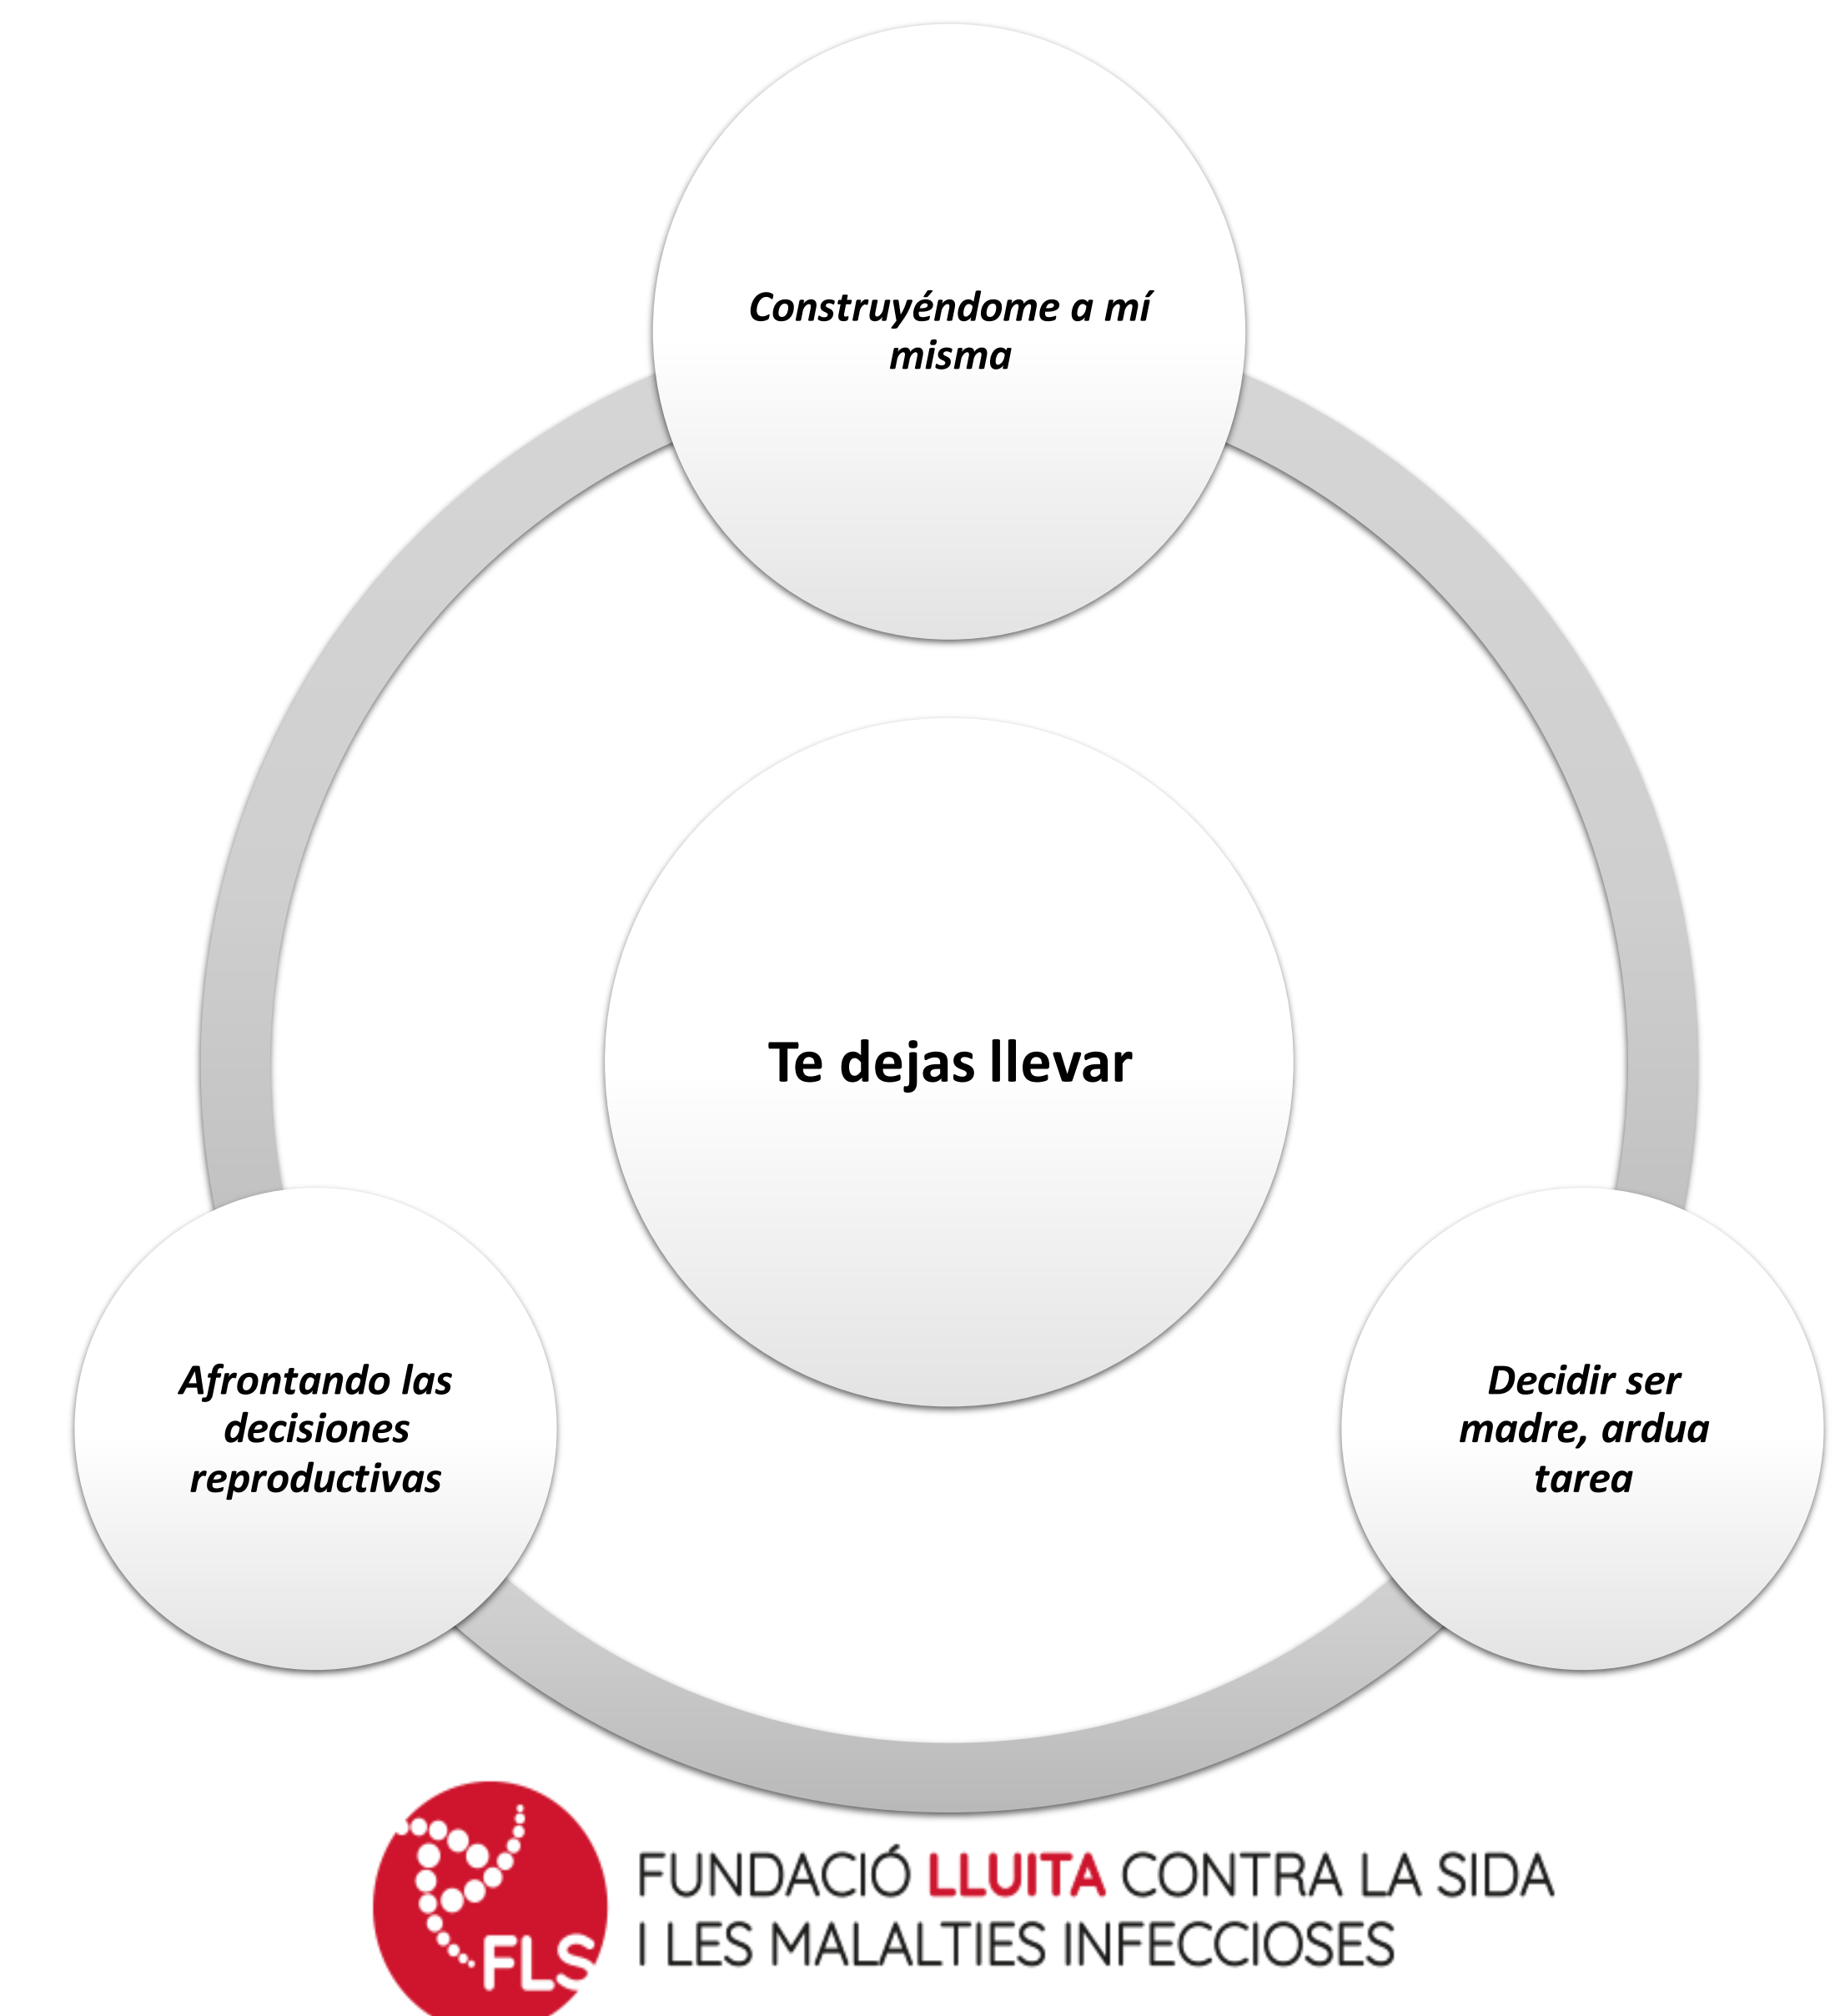 Construyéndome a mí
misma
Te dejas llevar
Afrontando las
decisiones
reproductivas
Decidir ser
madre, ardua
tarea
FLS
FUNDACIÓ LLUITA CONTRA LA SIDA
I LES MALALTIES INFECCIOSES